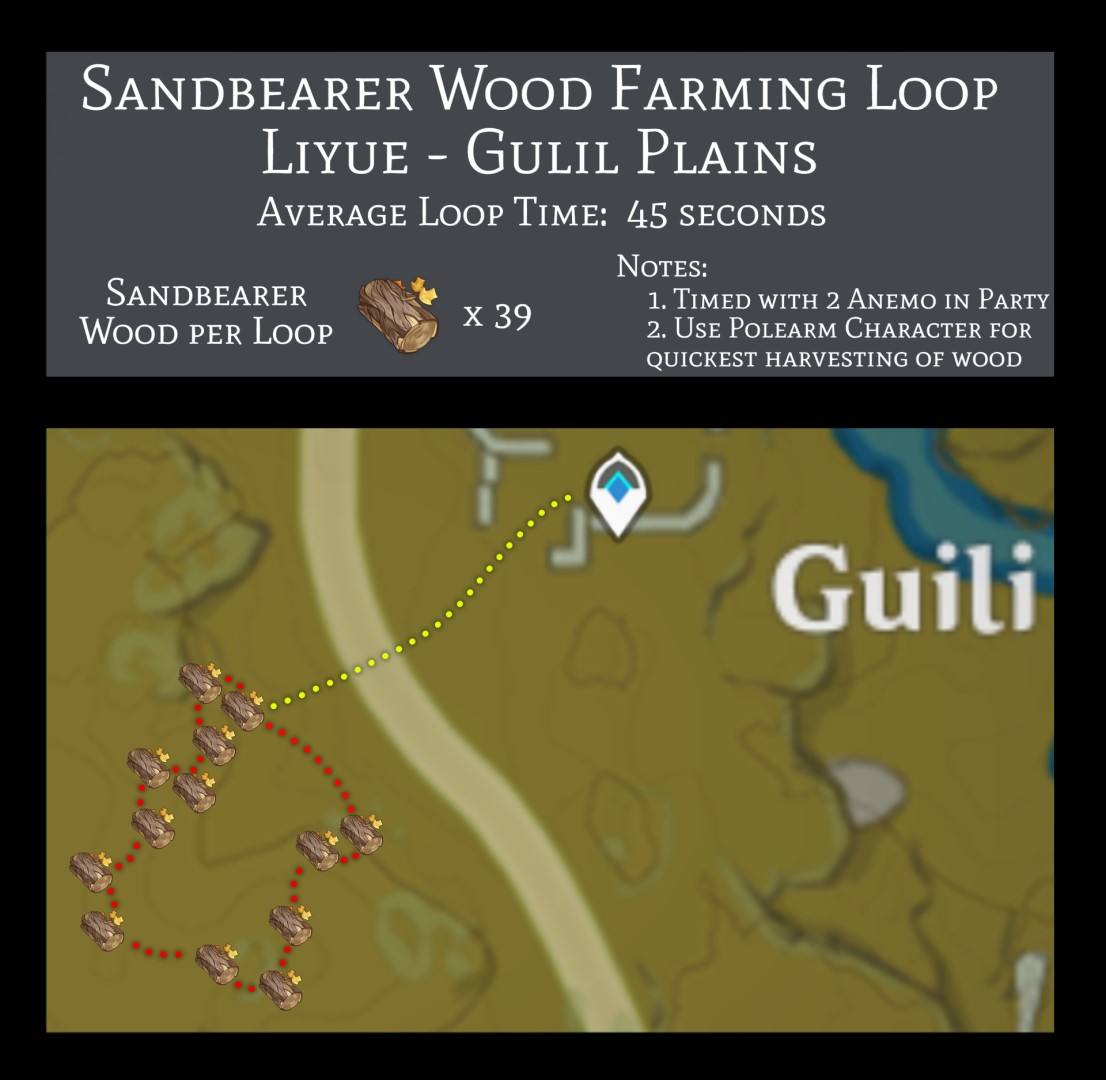 Sandbearer Wood Farming Loop
Liyue - Gulil Plains
Average Loop Time: 45 seconds
Sandbearer
Wood per Loop
x 39
Notes:
1. Timed with 2 Anemo in Party
2. Use Polearm Character for
quickest harvesting of wood
Guili